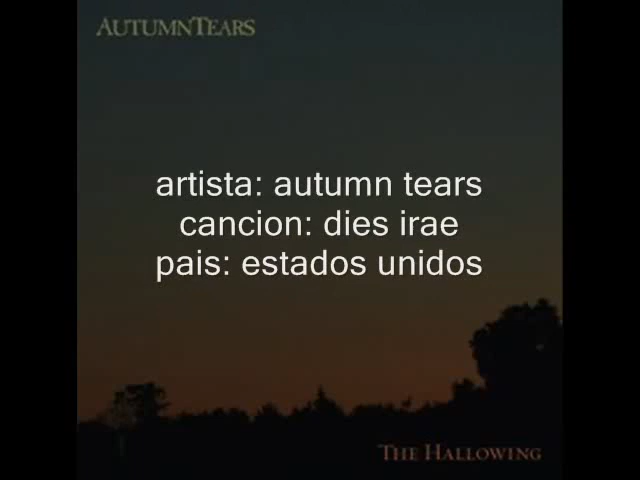 AUTUMNTEARS
artista: autumn tears
cancion: dies irae
pais: estados unidos
THE HALLOWING